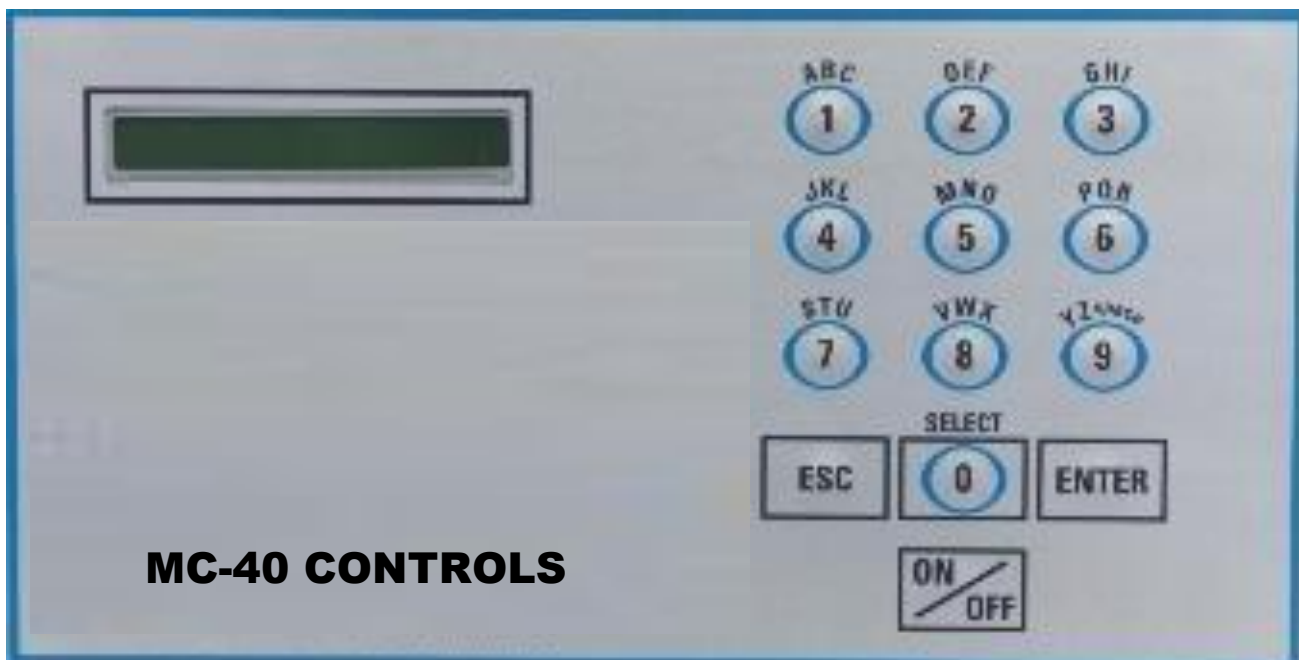 ABC DEF GHI
1 2 3
JKL MNO PQR
4 5 6
STU VWX YZ
7 8 9
SELECT
ESC 0 ENTER
MC-40 CONTROLS
ON
OFF